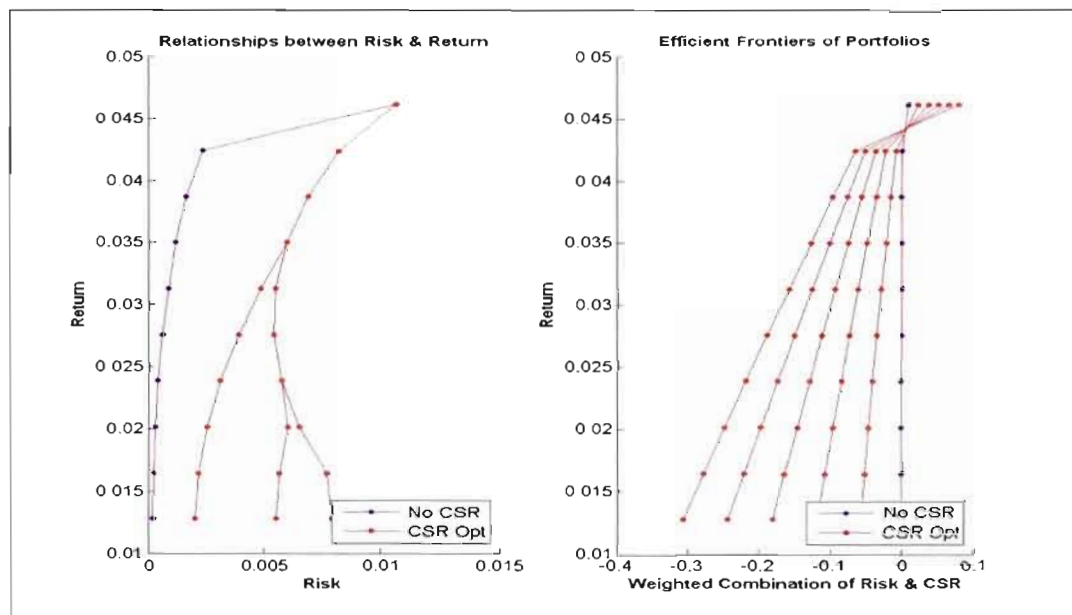 Relationships between Risk & Return
0.05
0.045
0 04
0.035
0 03
0.025
0 02
0 015
0.01
Return
0
0.005
0 01
0.015
Risk
No CSR
CSR Opt
Efficient Frontiers of Portfolios
0.05
0.045
0.04
0.035
0.03
0 025
0.02
0 015
0 01
Return
-0.4
-0.3
-0.2
-0.1
0
0 1
Weighted Combination of Risk & CSR
No CSR
CSR Opt